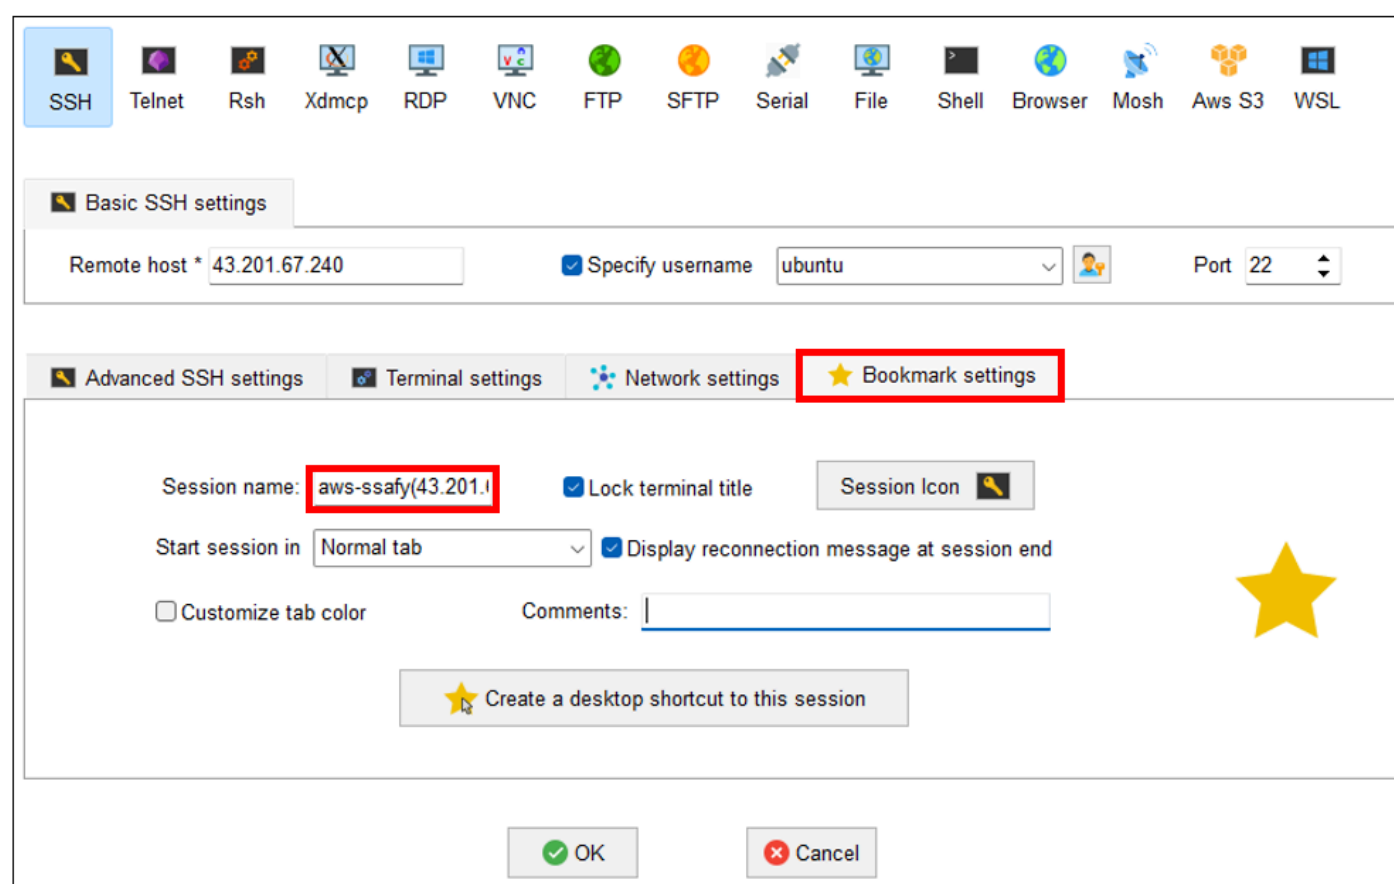 SSH Telnet Rsh Xdmcp RDP VNC FTP SFTP Serial File Shell Browser Mosh Aws S3 WSL
Basic SSH settings
Remote host * 43.201.67.240 Specify username ubuntu Port 22
Advanced SSH settings Terminal settings Network settings Bookmark settings
Session name: aws-ssafy(43.201. Lock terminal title Session Icon
Start session in Normal tab Display reconnection message at session end
Customize tab color Comments:
Create a desktop shortcut to this session
OK Cancel